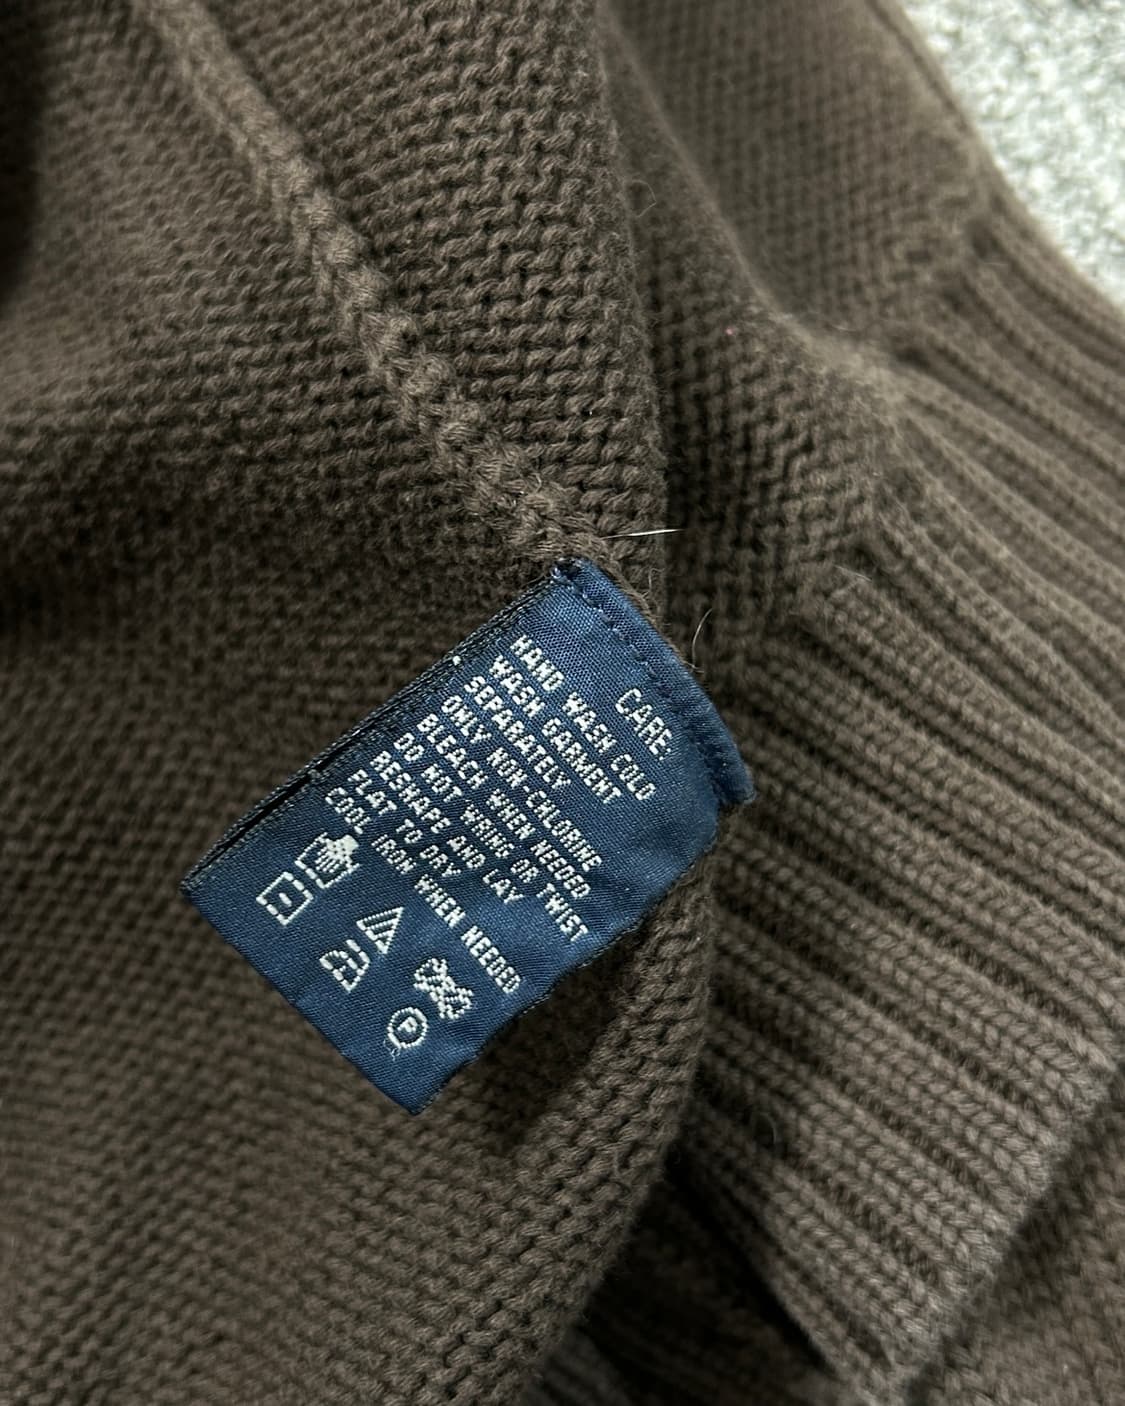 CARE:
HAND WASH COLD
WASH GARMENT
SEPARATELY
ONLY NON-CHLORINE
BLEACH WHEN NEEDED
DO NOT WRING OR TWIST
RESHAPE AND LAY
FLAT TO DRY
COOL IRON WHEN NEEDED
P